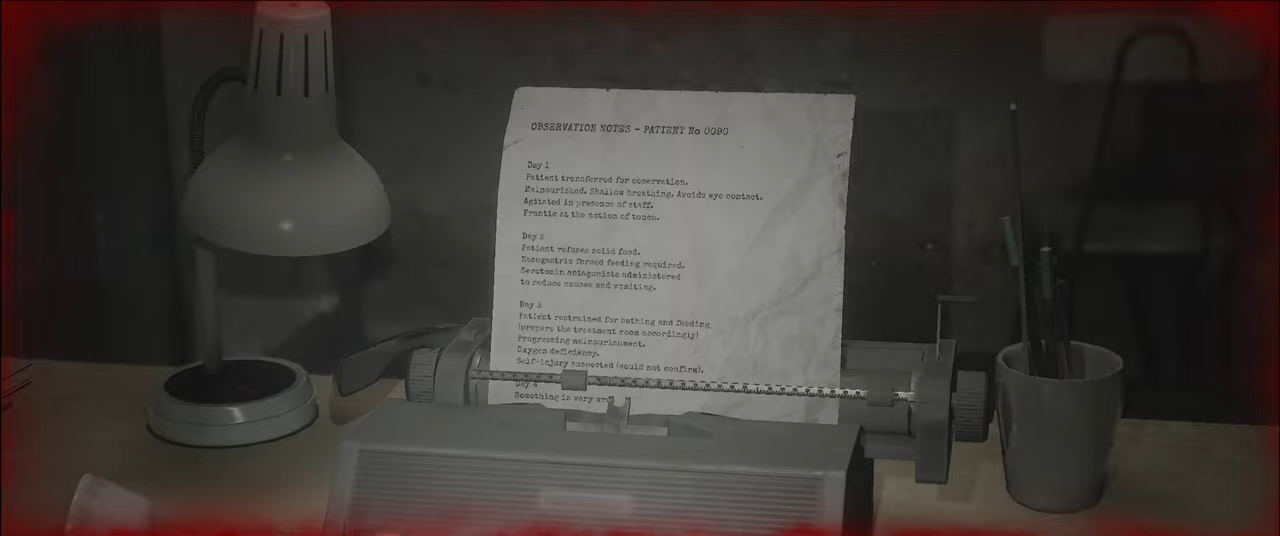 OBSERVATION NOTES - PATIENT No 0090
Day 1
Patient transferred for observation.
Malnourished. Shallow breathing. Avoids eye contact.
Agitated in presence of staff.
Frantic at the notion of touch.
Day 2
Patient refuses solid food.
Nasogastric forced feeding required.
Serotonin antagonists administered
to reduce nausea and vomiting.
Day 3
Patient restrained for bathing and feeding
(prepare the treatment room accordingly)
Progressing malnourishment.
Oxygen deficiency.
Self-injury suspected (could not confirm).
Day 4
Something is very wro